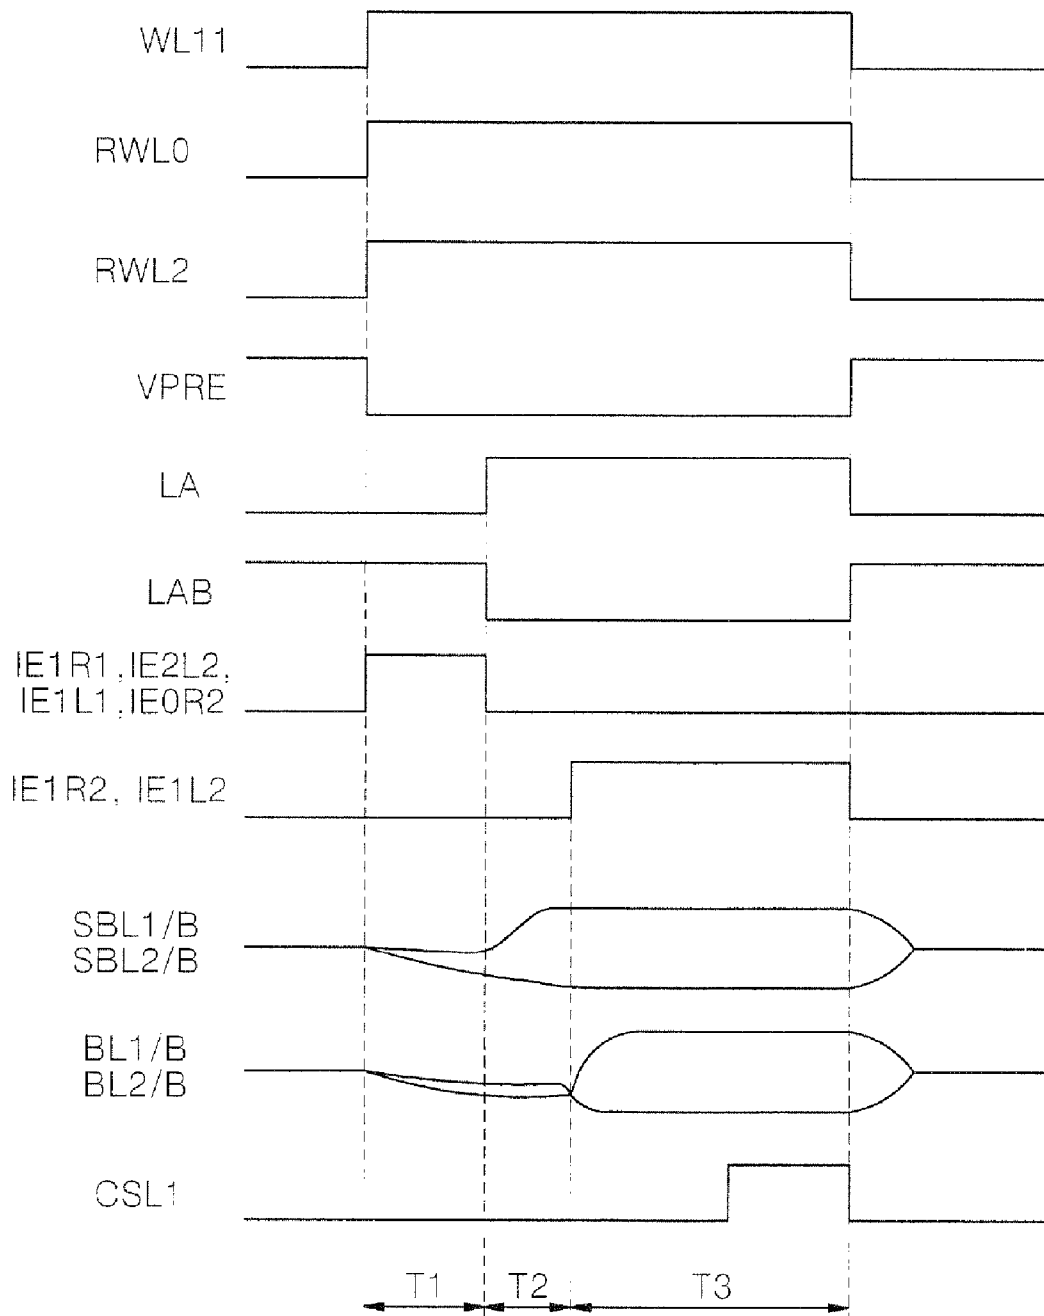 WL11
RWL0
RWL2
VPRE
LA
LAB
IE1R1,IE2L2,
IE1L1,IE0R2
IE1R2, IE1L2
SBL1/B
SBL2/B
BL1/B
BL2/B
CSL1
T1 T2 T3